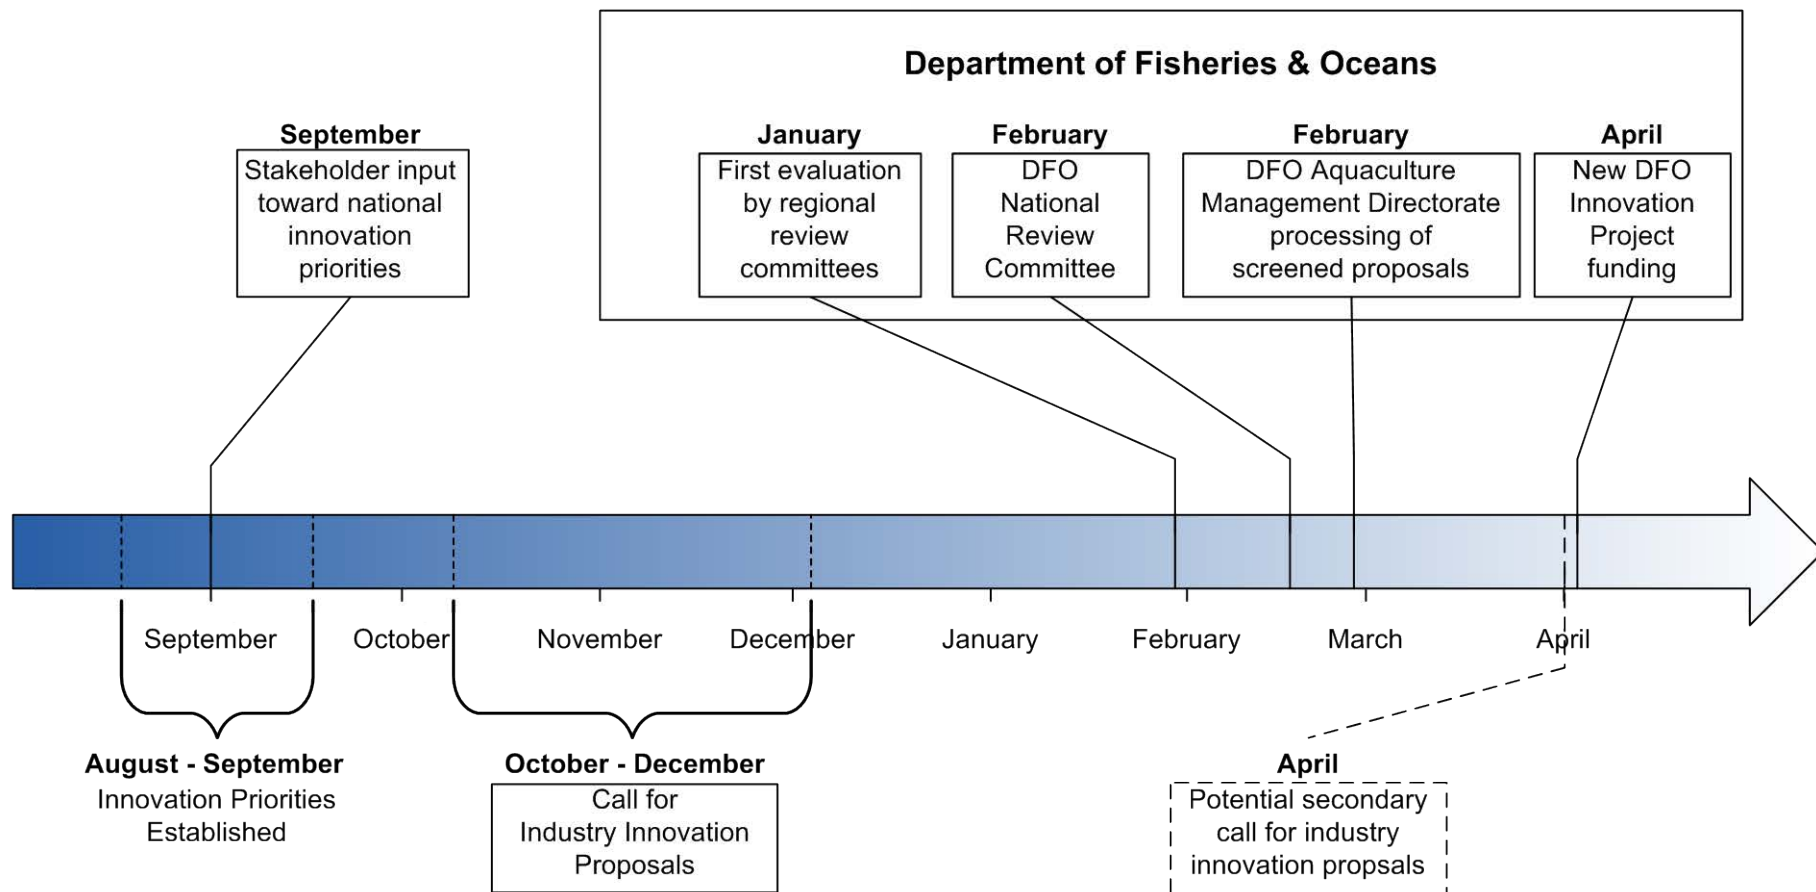 Department of Fisheries & Oceans
September
Stakeholder input
toward national
innovation
priorities
January
First evaluation
by regional
review
committees
February
DFO
National
Review
Committee
February
DFO Aquaculture
Management Directorate
processing of
screened proposals
April
New DFO
Innovation
Project
funding
September
October
November
December
January
February
March
April
August - September
Innovation Priorities
Established
October - December
Call for
Industry Innovation
Proposals
April
Potential secondary
call for industry
innovation propsals